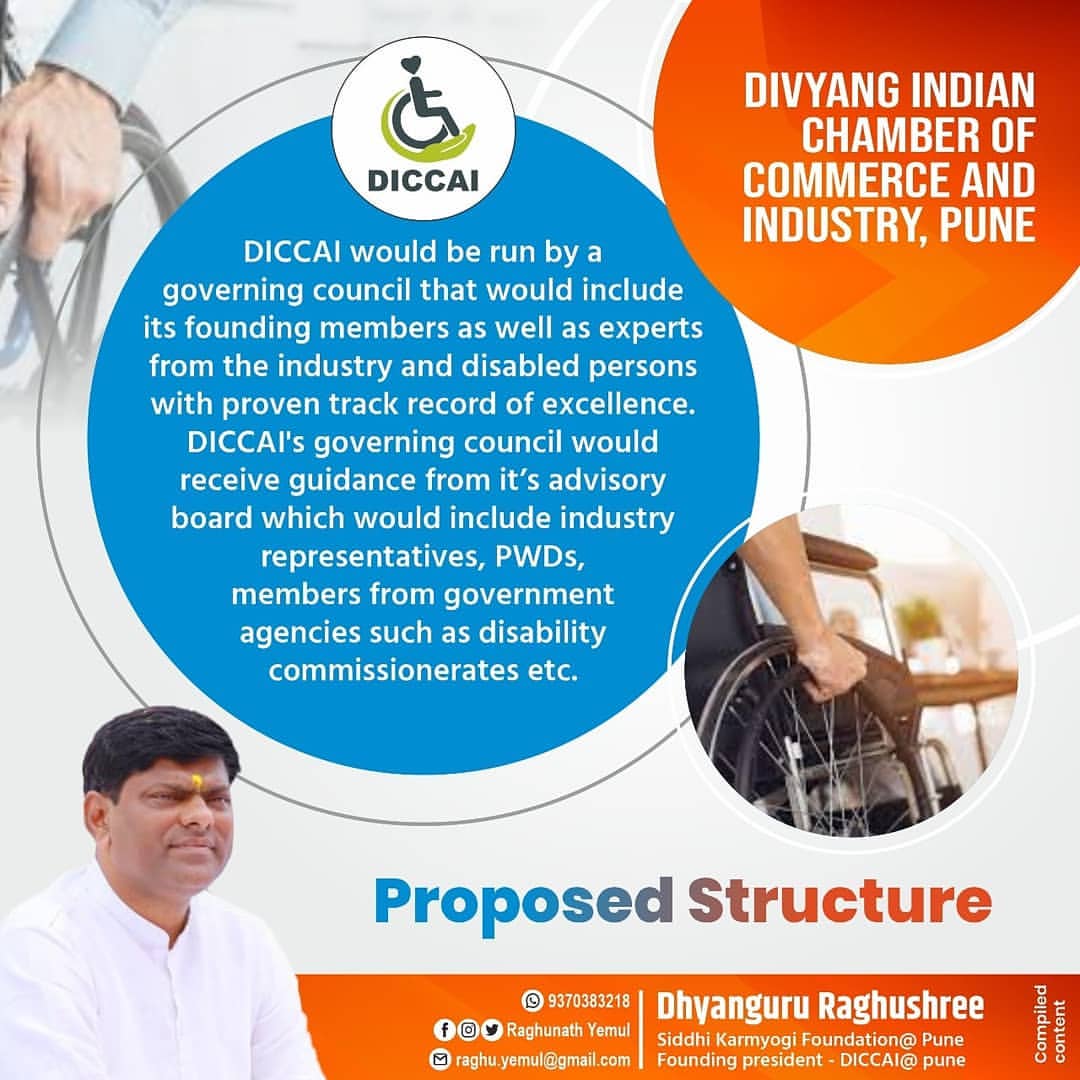 DICCAI
DIVYANG INDIAN
CHAMBER OF
COMMERCE AND
INDUSTRY, PUNE
DICCAI would be run by a
governing council that would include
its founding members as well as experts
from the industry and disabled persons
with proven track record of excellence.
DICCAI's governing council would
receive guidance from it’s advisory
board which would include industry
representatives, PWDs,
members from government
agencies such as disability
commissionerates etc.
Proposed Structure
9370383218
Raghunath Yemul
raghu.yemul@gmail.com
Dhyanguru Raghushree
Siddhi Karmyogi Foundation@ Pune
Founding president - DICCAI@ pune
Compiled
content